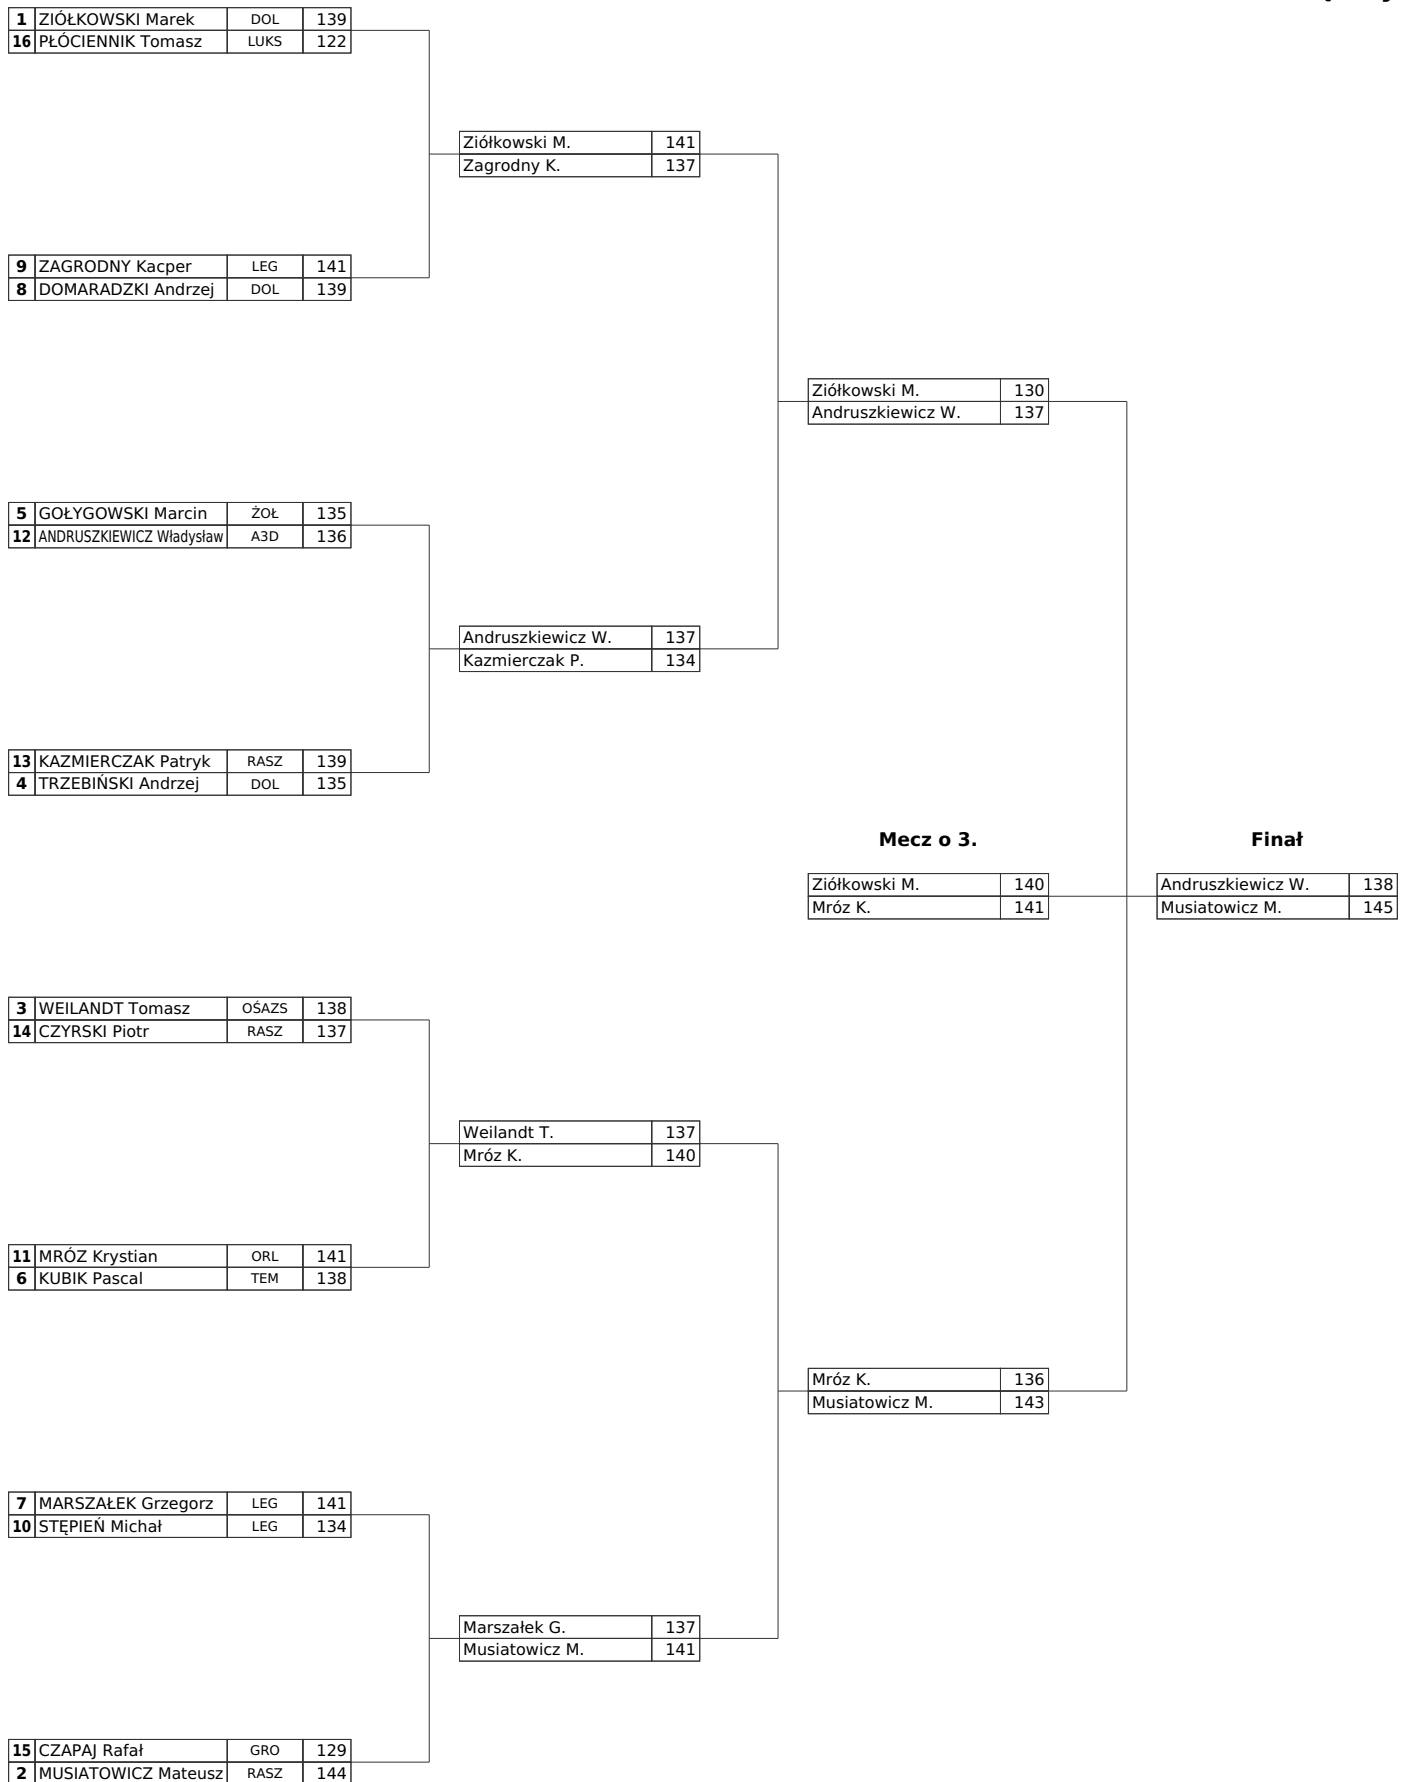 1 ZIÓŁKOWSKI Marek DOL 139
16 PŁÓCIENNIK Tomasz LUKS 122
Ziółkowski M. 141
Zagrodny K. 137
9 ZAGRODNY Kacper LEG 141
8 DOMARADZKI Andrzej DOL 139
Ziółkowski M. 130
Andruszkiewicz W. 137
5 GOŁYGOWSKI Marcin ŻOŁ 135
12 ANDRUSZKIEWICZ Władysław A3D 136
Andruszkiewicz W. 137
Kazmierczak P. 134
13 KAZMIERCZAK Patryk RASZ 139
4 TRZEBIŃSKI Andrzej DOL 135
Mecz o 3. Finał
Ziółkowski M. 140 Andruszkiewicz W. 138
Mróz K. 141 Musiatowicz M. 145
3 WEILANDT Tomasz OŚAZS 138
14 CZYRSKI Piotr RASZ 137
Weilandt T. 137
Mróz K. 140
11 MRÓZ Krystian ORL 141
6 KUBIK Pascal TEM 138
Mróz K. 136
Musiatowicz M. 143
7 MARSZAŁEK Grzegorz LEG 141
10 STĘPIEŃ Michał LEG 134
Marszałek G. 137
Musiatowicz M. 141
15 CZAPAJ Rafał GRO 129
2 MUSIATOWICZ Mateusz RASZ 144